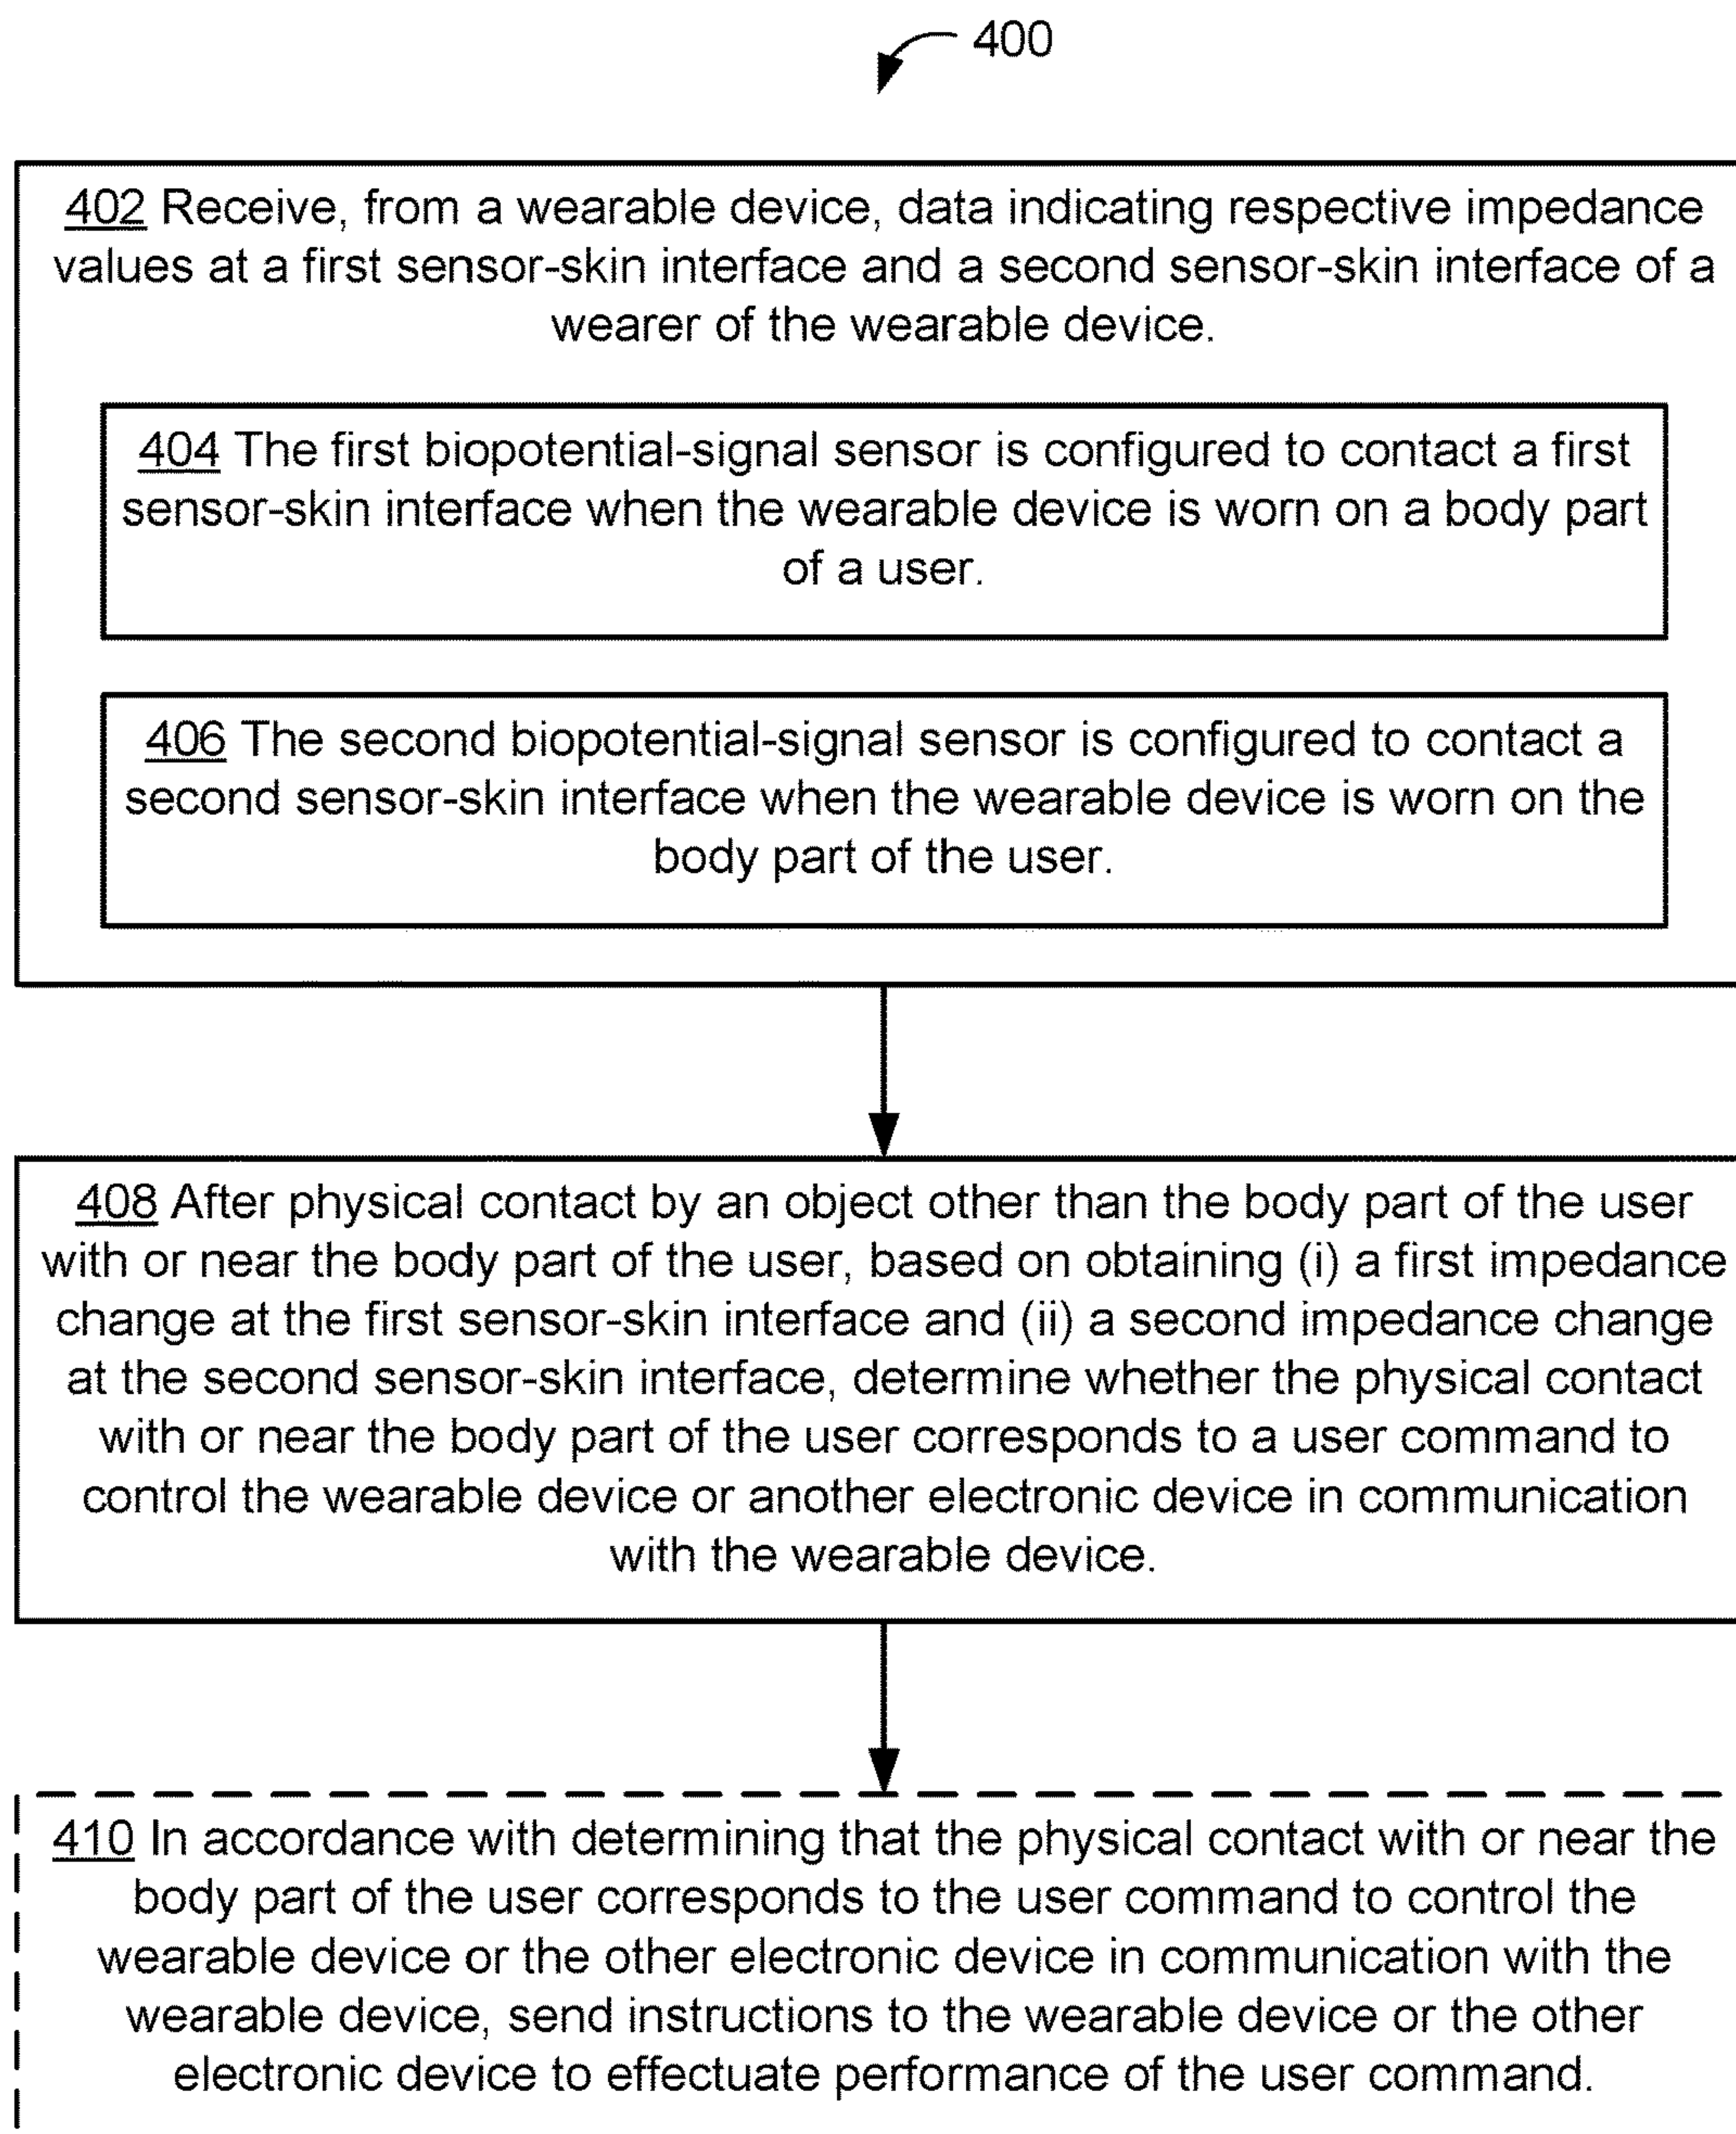 400
402 Receive, from a wearable device, data indicating respective impedance
values at a first sensor-skin interface and a second sensor-skin interface of a
wearer of the wearable device.
404 The first biopotential-signal sensor is configured to contact a first
sensor-skin interface when the wearable device is worn on a body part
of a user.
406 The second biopotential-signal sensor is configured to contact a
second sensor-skin interface when the wearable device is worn on the
body part of the user.
408 After physical contact by an object other than the body part of the user
with or near the body part of the user, based on obtaining (i) a first impedance
change at the first sensor-skin interface and (ii) a second impedance change
at the second sensor-skin interface, determine whether the physical contact
with or near the body part of the user corresponds to a user command to
control the wearable device or another electronic device in communication
with the wearable device.
410 In accordance with determining that the physical contact with or near the
body part of the user corresponds to the user command to control the
wearable device or the other electronic device in communication with the
wearable device, send instructions to the wearable device or the other
electronic device to effectuate performance of the user command.